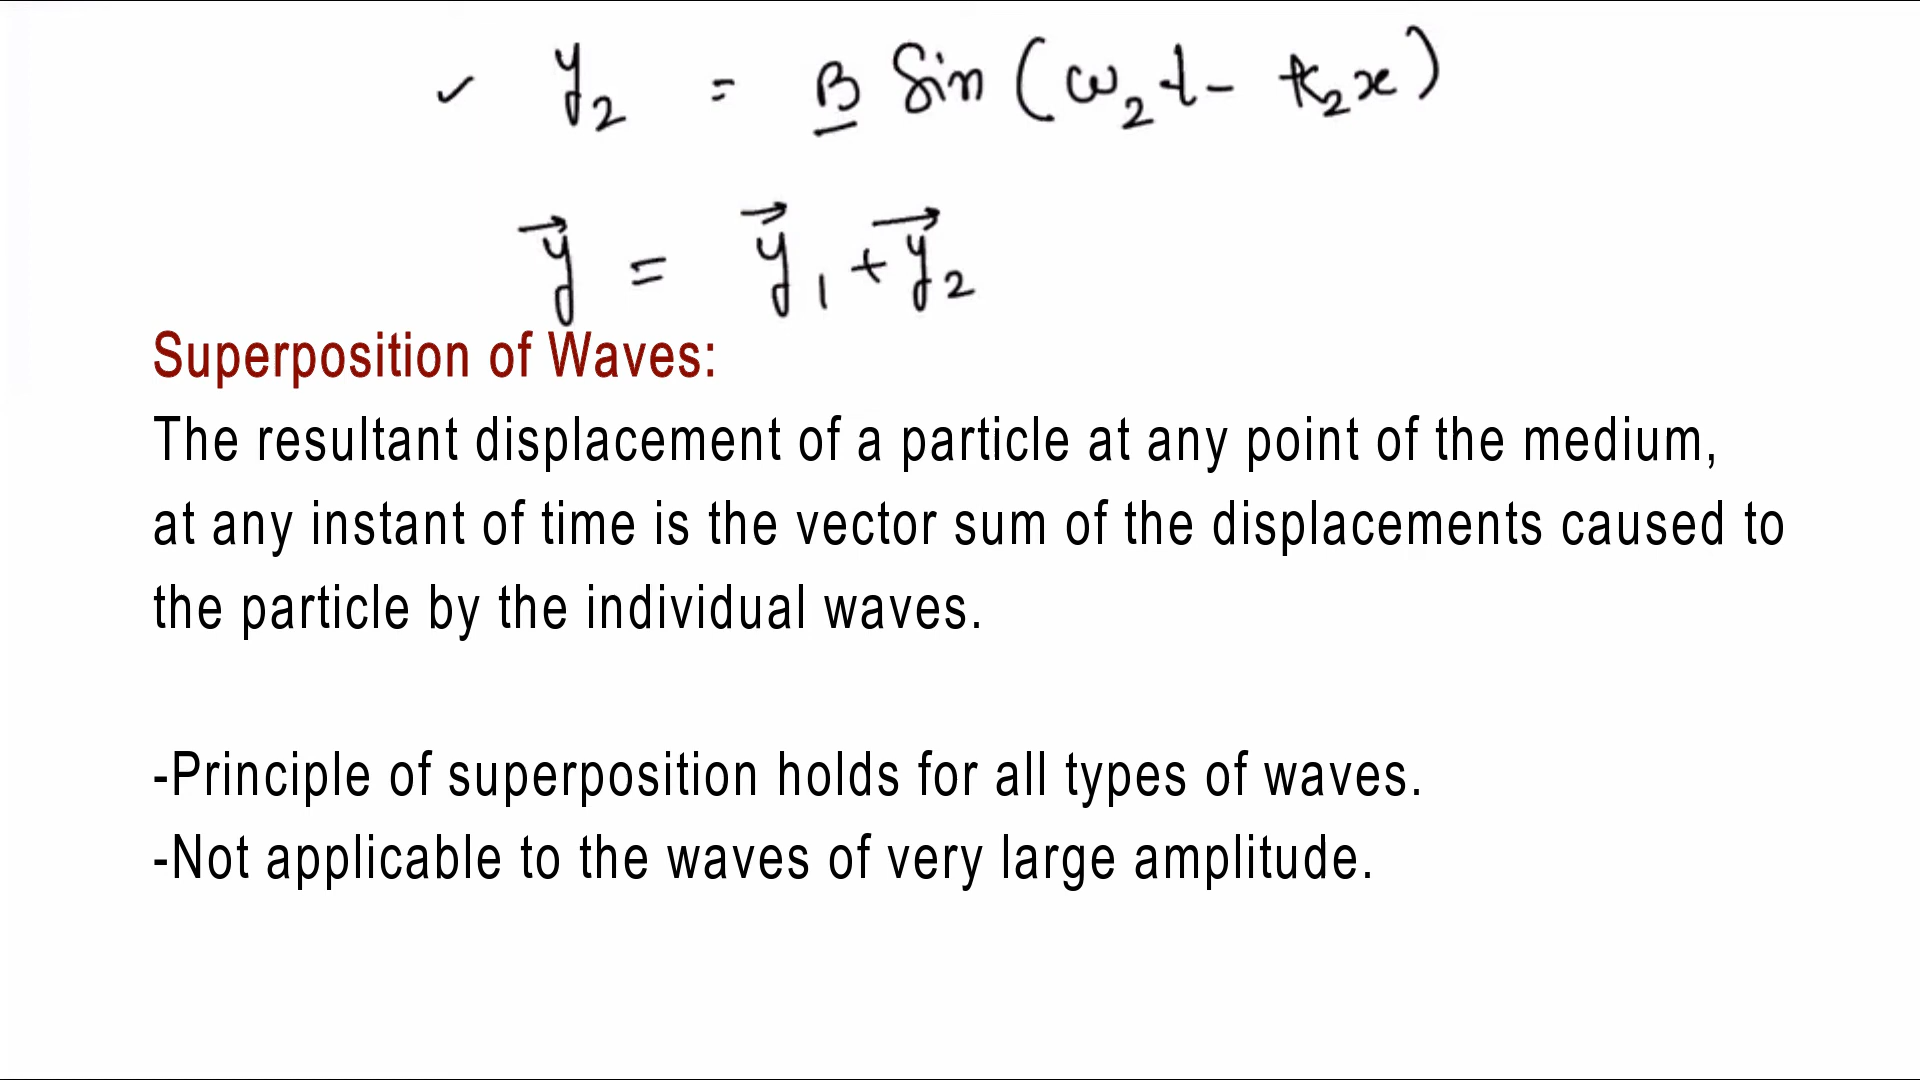 ✓ y₂ = B Sin (ω₂t - k₂x)
y⃗ = y⃗₁ + y⃗₂
Superposition of Waves:
The resultant displacement of a particle at any point of the medium,
at any instant of time is the vector sum of the displacements caused to
the particle by the individual waves.
-Principle of superposition holds for all types of waves.
-Not applicable to the waves of very large amplitude.